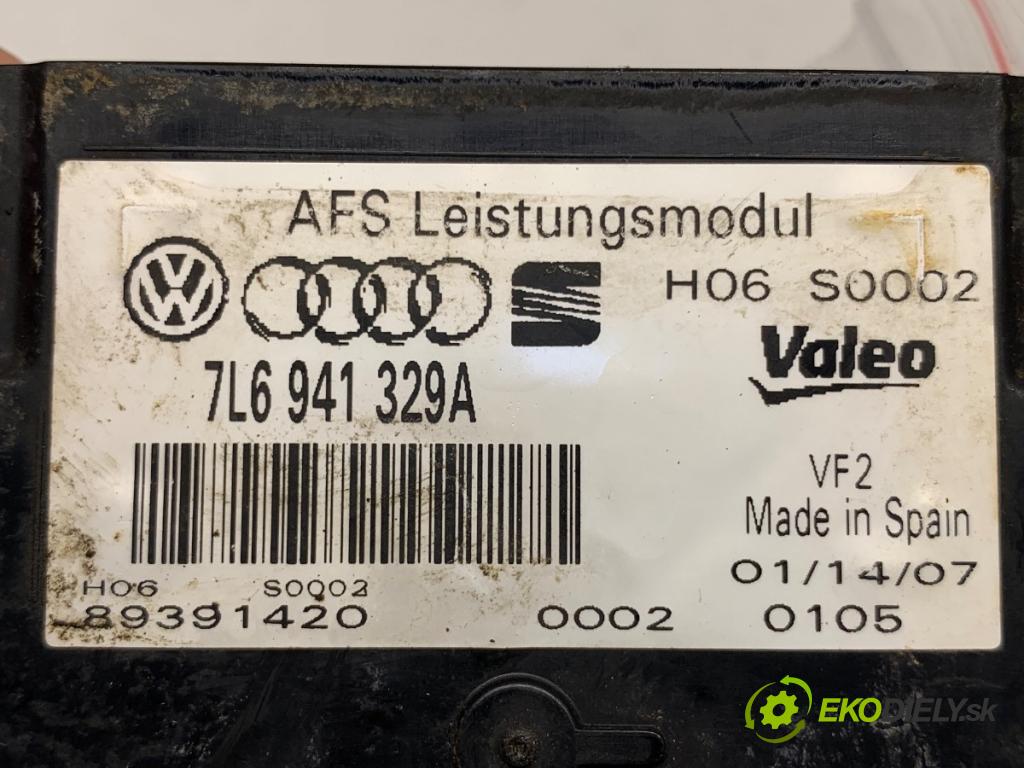 AFS Leistungsmodul
H06 S0002
Valeo
7L6 941 329A
VF2
Made in Spain
01/14/07
H06 S0002
89391420 0002 0105
EKODIELY.sk